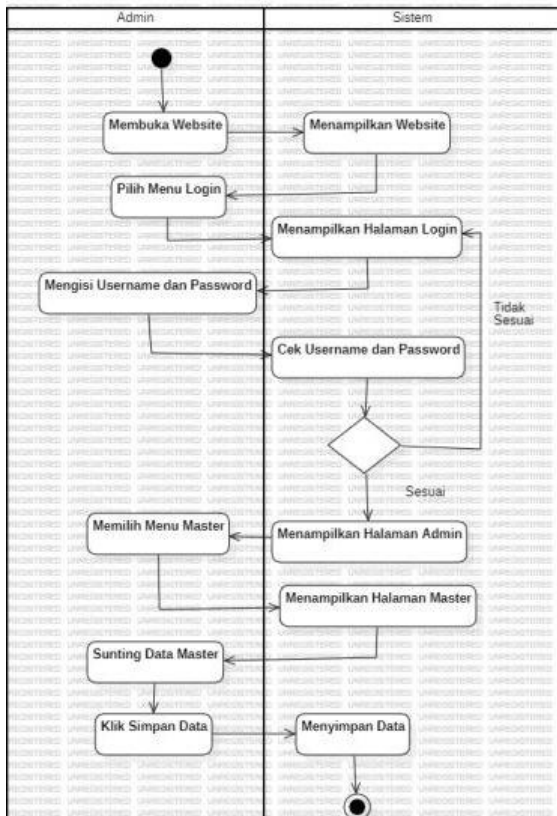 Admin
Sistem
Membuka Website
Menampilkan Website
Pilih Menu Login
Menampilkan Halaman Login
Mengisi Username dan Password
Tidak
Sesuai
Cek Username dan Password
Sesuai
Memilih Menu Master
Menampilkan Halaman Admin
Menampilkan Halaman Master
Sunting Data Master
Klik Simpan Data
Menyimpan Data